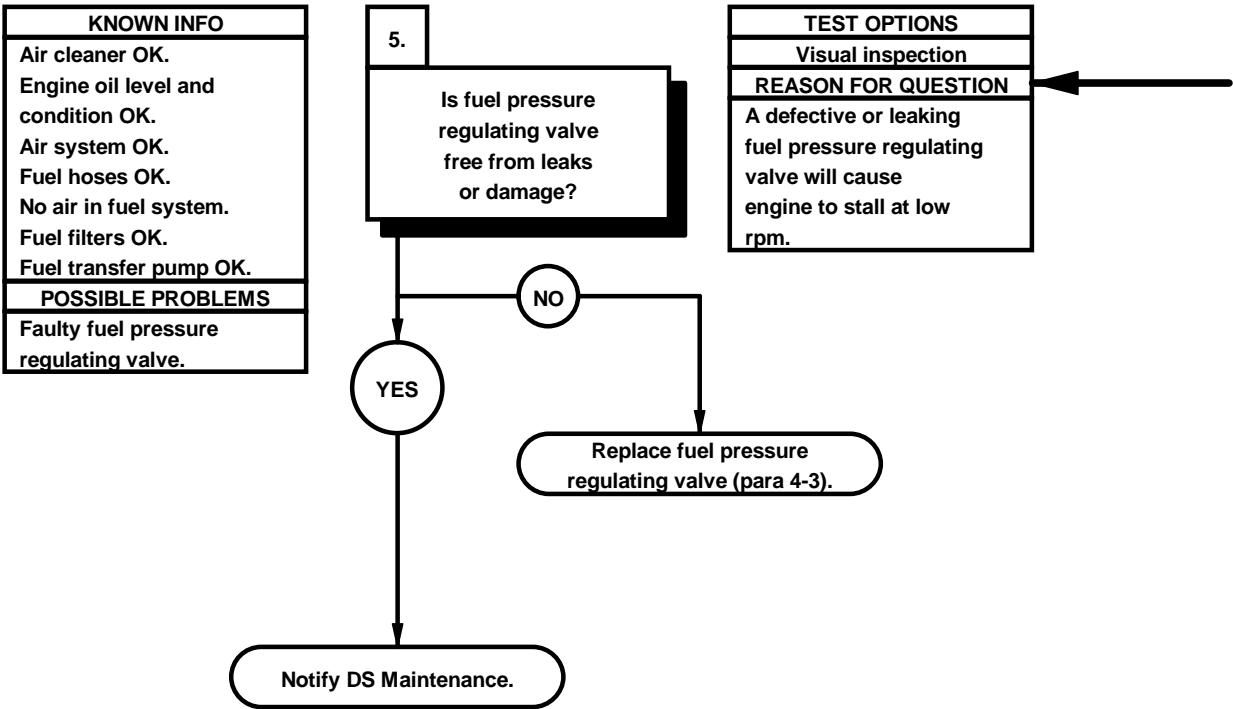 KNOWN INFO
Air cleaner OK.
Engine oil level and
condition OK.
Air system OK.
Fuel hoses OK.
No air in fuel system.
Fuel filters OK.
Fuel transfer pump OK.
POSSIBLE PROBLEMS
Faulty fuel pressure
regulating valve.
5.
Is fuel pressure
regulating valve
free from leaks
or damage?
TEST OPTIONS
Visual inspection
REASON FOR QUESTION
A defective or leaking
fuel pressure regulating
valve will cause
engine to stall at low
rpm.
NO
YES
Replace fuel pressure
regulating valve (para 4-3).
Notify DS Maintenance.